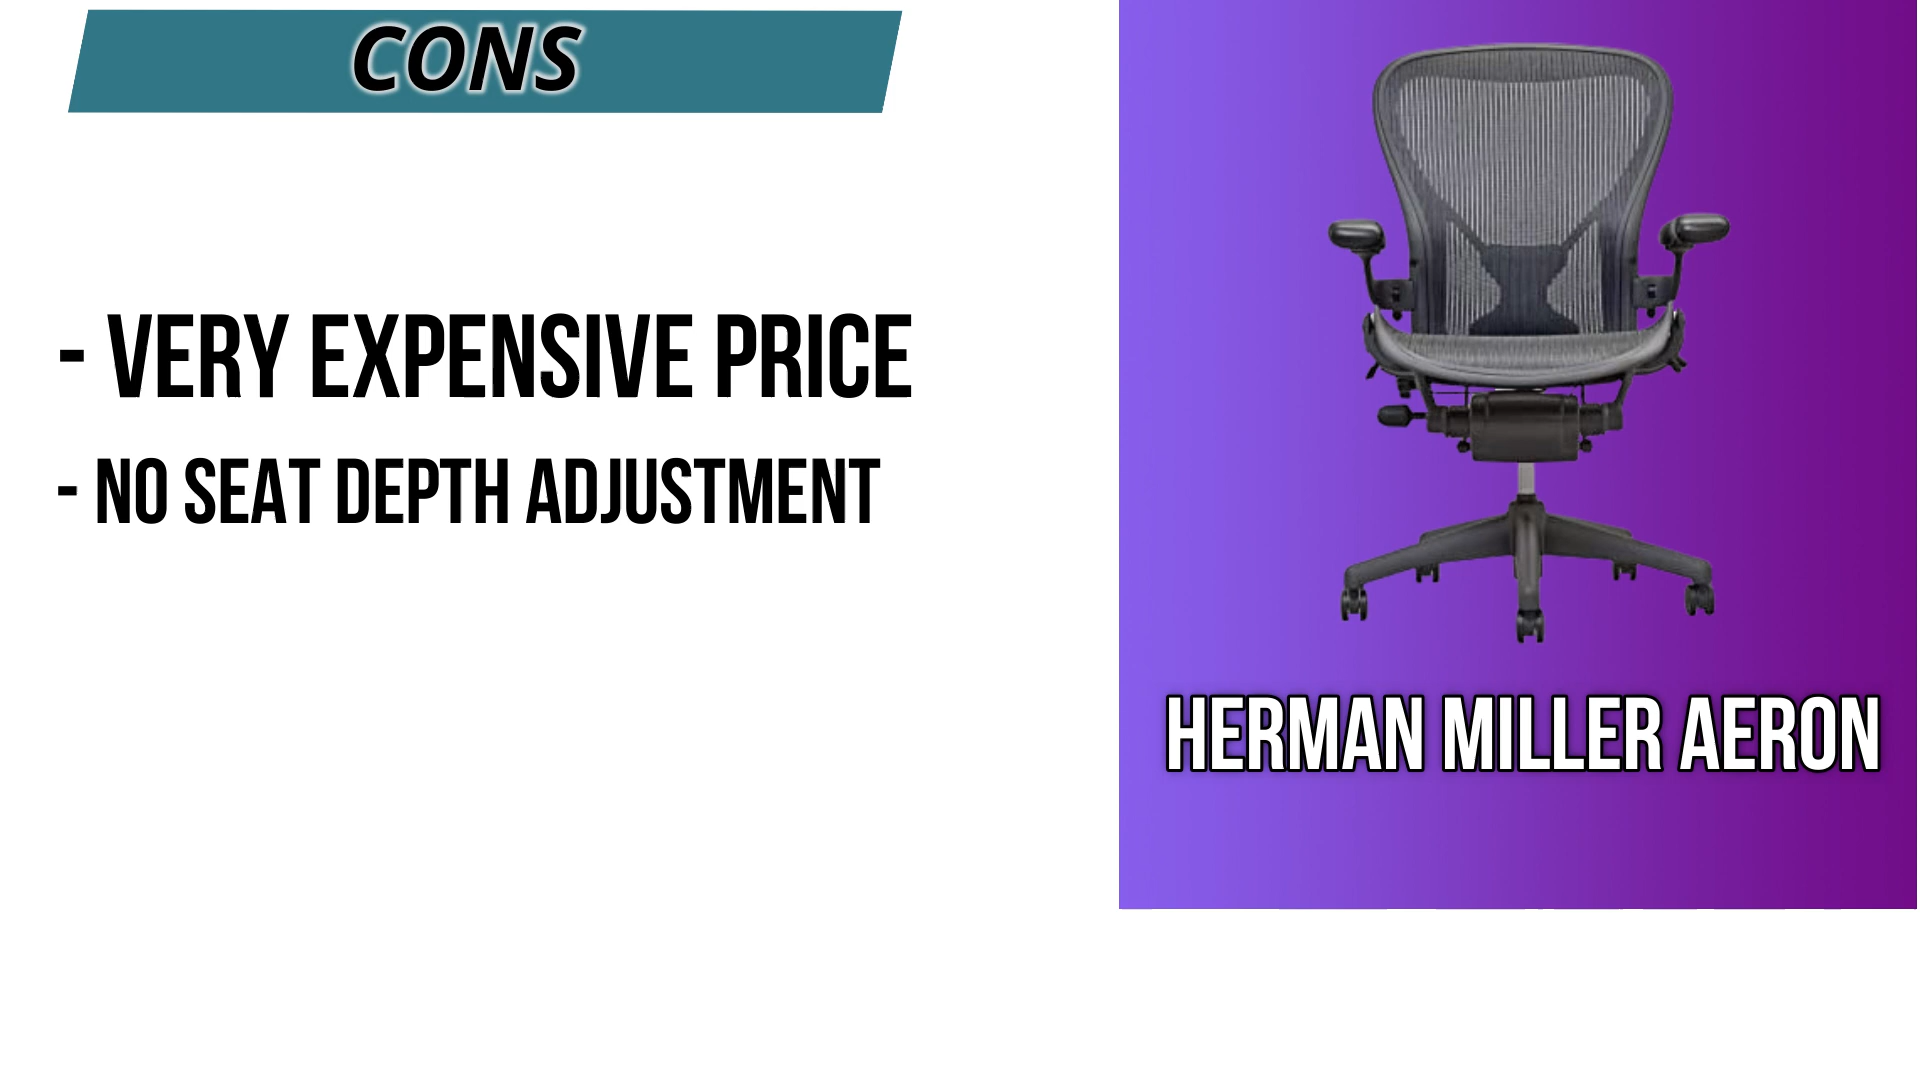 CONS
- VERY EXPENSIVE PRICE
- NO SEAT DEPTH ADJUSTMENT
HERMAN MILLER AERON